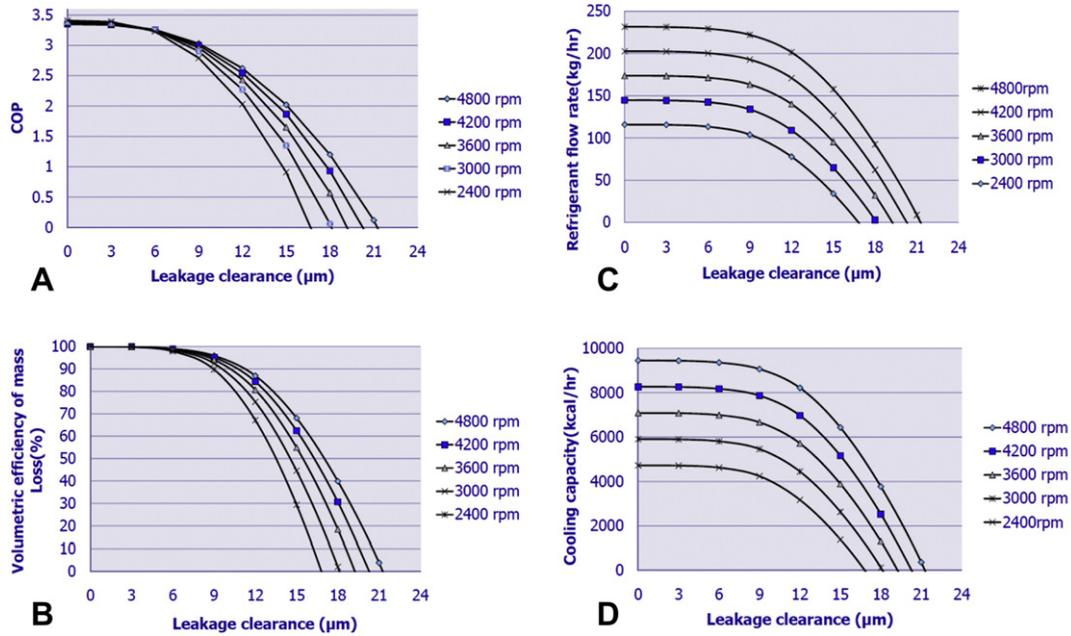 3.5
3
2.5
2
1.5
1
0.5
0
COP
0 3 6 9 12 15 18 21 24
Leakage clearance (µm)
4800 rpm
4200 rpm
3600 rpm
3000 rpm
2400 rpm
A
250
200
150
100
50
0
Refrigerant flow rate(kg/hr)
0 3 6 9 12 15 18 21 24
Leakage clearance (µm)
4800rpm
4200 rpm
3600 rpm
3000 rpm
2400 rpm
C
100
90
80
70
60
50
40
30
20
10
0
Volumetric efficiency of mass
Loss(%)
0 3 6 9 12 15 18 21 24
Leakage clearance (µm)
4800 rpm
4200 rpm
3600 rpm
3000 rpm
2400 rpm
B
10000
8000
6000
4000
2000
0
Cooling capacity(kcal/hr)
0 3 6 9 12 15 18 21 24
Leakage clearance (µm)
4800 rpm
4200 rpm
3600 rpm
3000 rpm
2400rpm
D